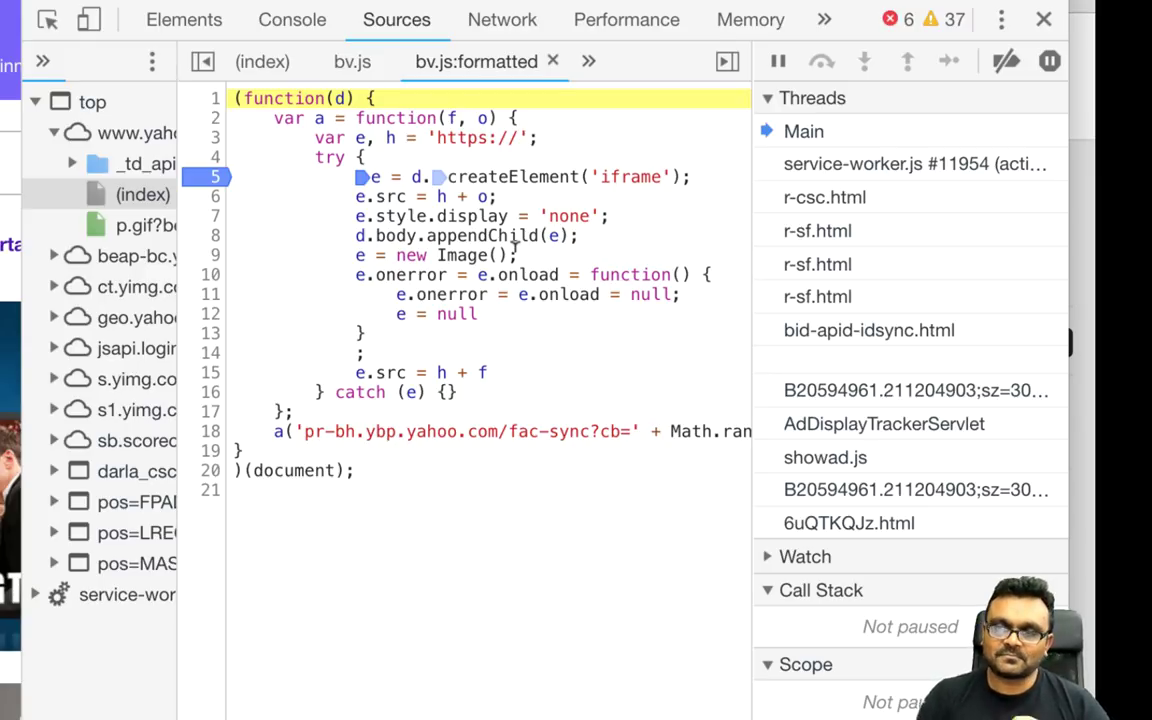 Elements Console Sources Network Performance Memory » 6 37
» (index) bv.js bv.js:formatted »
top
www.yaho
_td_api
(index)
p.gif?be
beap-bc.y
ct.yimg.co
geo.yahoo
jsapi.login
s.yimg.co
s1.yimg.c
sb.scored
darla_csc
pos=FPAI
pos=LREC
pos=MAS
service-wor
1 (function(d) {
2 var a = function(f, o) {
3 var e, h = 'https://';
4 try {
5 e = d.createElement('iframe');
6 e.src = h + o;
7 e.style.display = 'none';
8 d.body.appendChild(e);
9 e = new Image();
10 e.onerror = e.onload = function() {
11 e.onerror = e.onload = null;
12 e = null
13 }
14 ;
15 e.src = h + f
16 } catch (e) {}
17 };
18 a('pr-bh.ybp.yahoo.com/fac-sync?cb=' + Math.ran
19 }
20 )(document);
21
Threads
Main
service-worker.js #11954 (acti...
r-csc.html
r-sf.html
r-sf.html
r-sf.html
bid-apid-idsync.html
B20594961.211204903;sz=30...
AdDisplayTrackerServlet
showad.js
B20594961.211204903;sz=30...
6uQTKQJz.html
Watch
Call Stack
Not paused
Scope
Not pau